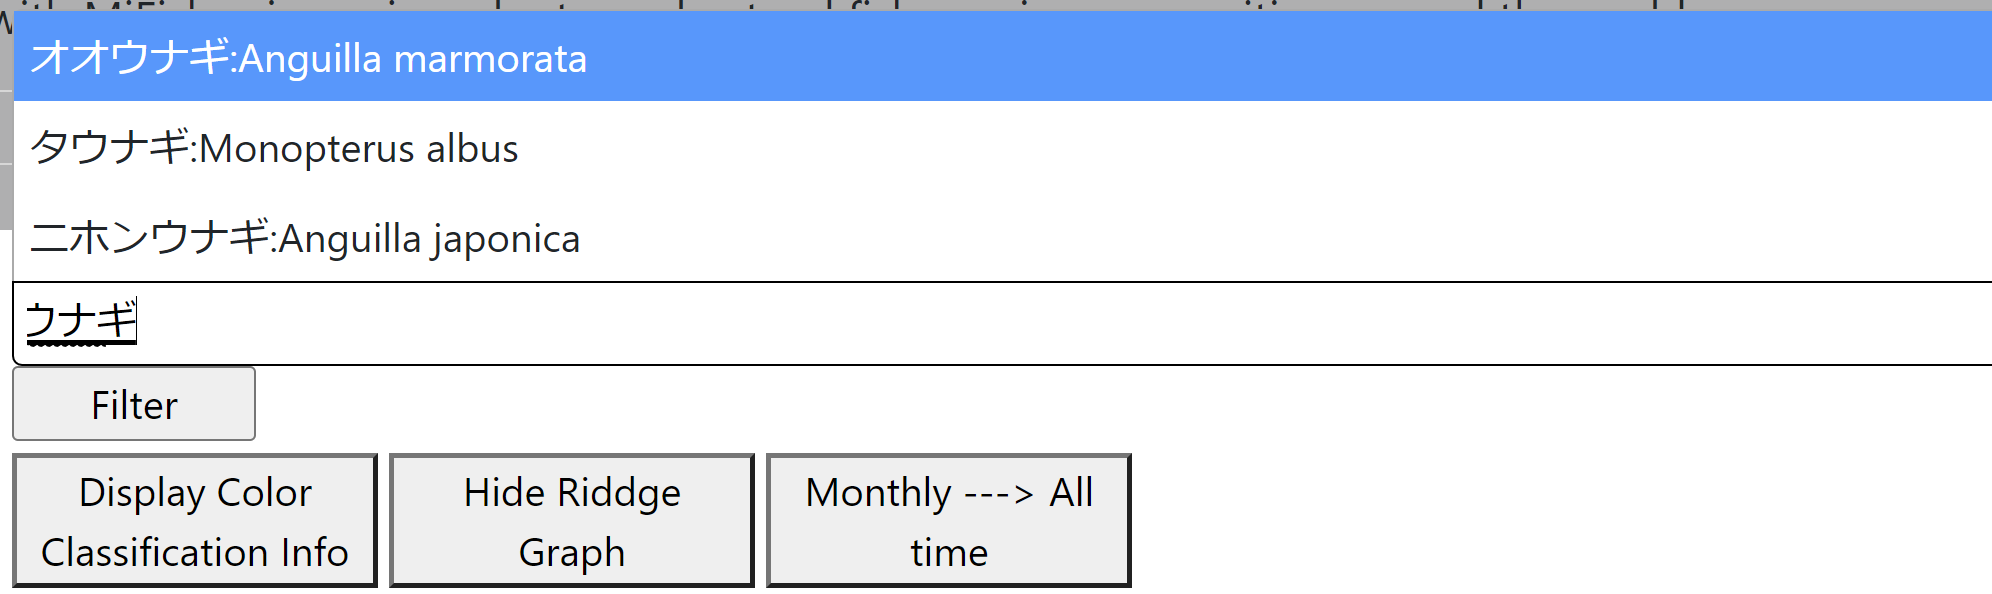 オオウナギ:Anguilla marmorata
タウナギ:Monopterus albus
ニホンウナギ:Anguilla japonica
ウナギ
Filter
Display Color
Classification Info
Hide Riddge
Graph
Monthly ---> All
time